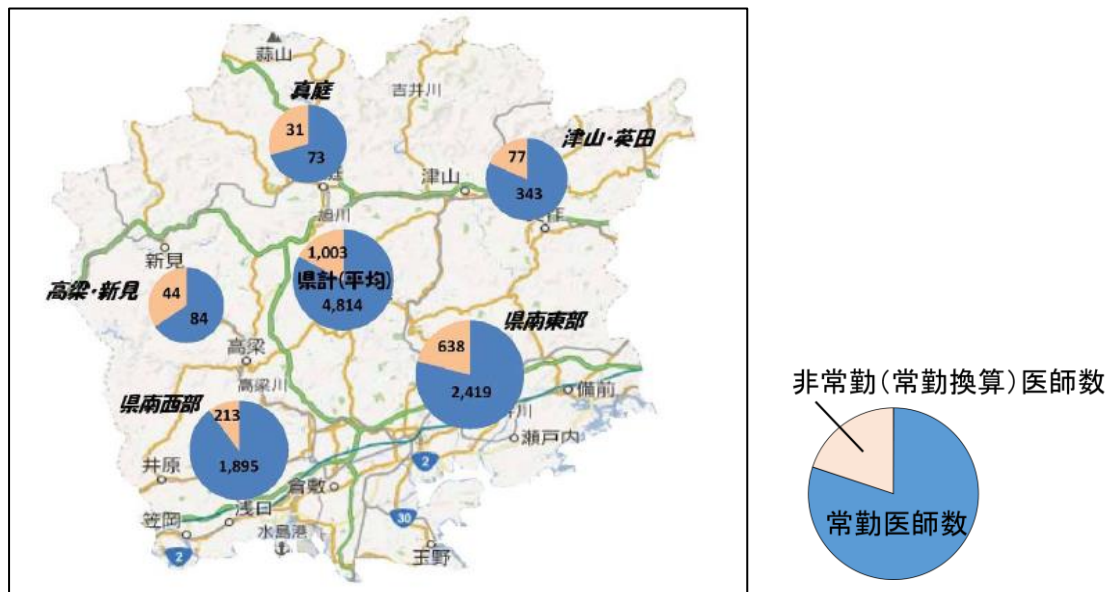 蒜山
真庭
吉井川
31
73
津山・英田
77
343
津山
旭川
新見
1,003
県計(平均)
4,814
高梁・新見
44
84
高梁
高梁川
県南東部
638
2,419
備前
瀬戸内
県南西部
213
1,895
井原
倉敷
2
浅口
笠岡
水島港
30
玉野
2
非常勤(常勤換算)医師数
常勤医師数